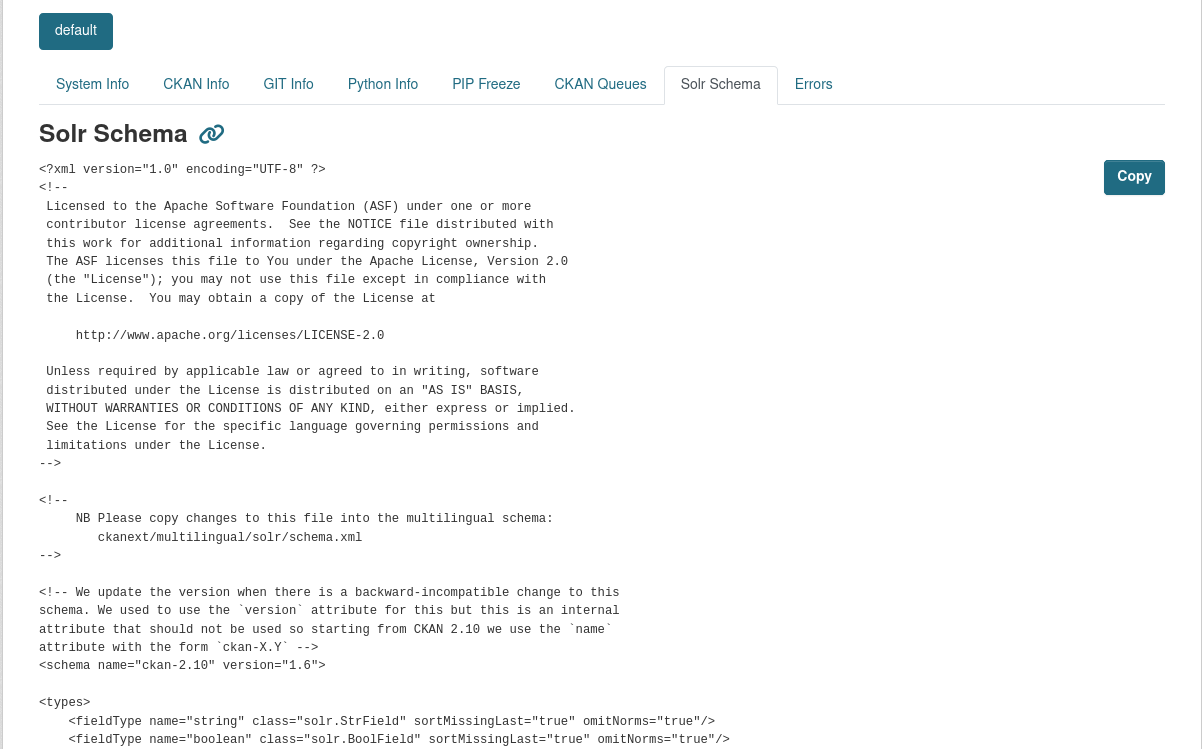 default
System Info CKAN Info GIT Info Python Info PIP Freeze CKAN Queues Solr Schema Errors
Solr Schema
Copy
<?xml version="1.0" encoding="UTF-8" ?>
<!--
 Licensed to the Apache Software Foundation (ASF) under one or more
 contributor license agreements.  See the NOTICE file distributed with
 this work for additional information regarding copyright ownership.
 The ASF licenses this file to You under the Apache License, Version 2.0
 (the "License"); you may not use this file except in compliance with
 the License.  You may obtain a copy of the License at

     http://www.apache.org/licenses/LICENSE-2.0

 Unless required by applicable law or agreed to in writing, software
 distributed under the License is distributed on an "AS IS" BASIS,
 WITHOUT WARRANTIES OR CONDITIONS OF ANY KIND, either express or implied.
 See the License for the specific language governing permissions and
 limitations under the License.
-->

<!--
     NB Please copy changes to this file into the multilingual schema:
        ckanext/multilingual/solr/schema.xml
-->

<!-- We update the version when there is a backward-incompatible change to this
schema. We used to use the `version` attribute for this but this is an internal
attribute that should not be used so starting from CKAN 2.10 we use the `name`
attribute with the form `ckan-X.Y` -->
<schema name="ckan-2.10" version="1.6">

<types>
    <fieldType name="string" class="solr.StrField" sortMissingLast="true" omitNorms="true"/>
    <fieldType name="boolean" class="solr.BoolField" sortMissingLast="true" omitNorms="true"/>